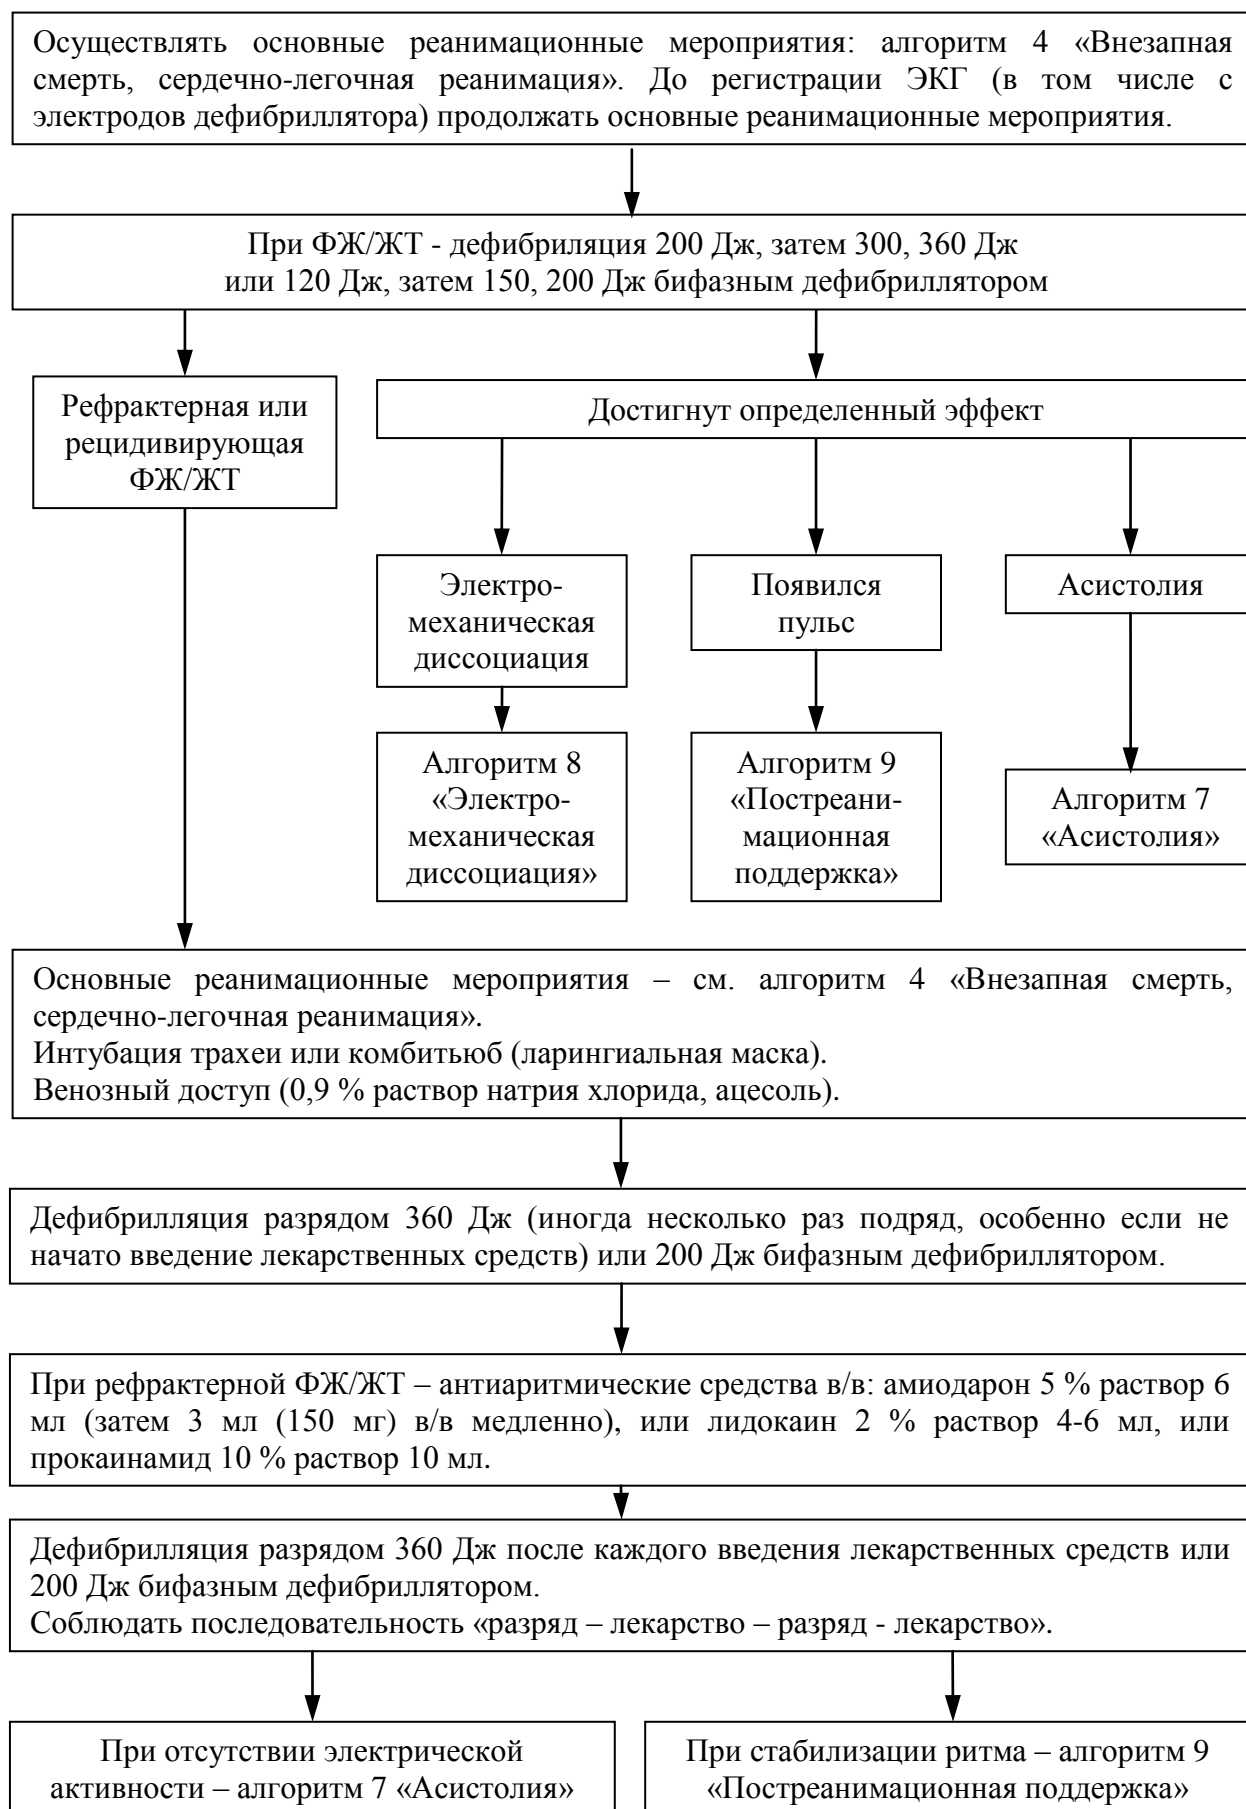 Осуществлять основные реанимационные мероприятия: алгоритм 4 «Внезапная
смерть, сердечно-легочная реанимация». До регистрации ЭКГ (в том числе с
электродов дефибриллятора) продолжать основные реанимационные мероприятия.
При ФЖ/ЖТ - дефибриляция 200 Дж, затем 300, 360 Дж
или 120 Дж, затем 150, 200 Дж бифазным дефибриллятором
Рефрактерная или
рецидивирующая
ФЖ/ЖТ
Достигнут определенный эффект
Электро-
механическая
диссоциация
Появился
пульс
Асистолия
Алгоритм 8
«Электро-
механическая
диссоциация»
Алгоритм 9
«Постреани-
мационная
поддержка»
Алгоритм 7
«Асистолия»
Основные реанимационные мероприятия – см. алгоритм 4 «Внезапная смерть,
сердечно-легочная реанимация».
Интубация трахеи или комбитьюб (ларингиальная маска).
Венозный доступ (0,9 % раствор натрия хлорида, ацесоль).
Дефибрилляция разрядом 360 Дж (иногда несколько раз подряд, особенно если не
начато введение лекарственных средств) или 200 Дж бифазным дефибриллятором.
При рефрактерной ФЖ/ЖТ – антиаритмические средства в/в: амиодарон 5 % раствор 6
мл (затем 3 мл (150 мг) в/в медленно), или лидокаин 2 % раствор 4-6 мл, или
прокаинамид 10 % раствор 10 мл.
Дефибрилляция разрядом 360 Дж после каждого введения лекарственных средств или
200 Дж бифазным дефибриллятором.
Соблюдать последовательность «разряд – лекарство – разряд - лекарство».
При отсутствии электрической
активности – алгоритм 7 «Асистолия»
При стабилизации ритма – алгоритм 9
«Постреанимационная поддержка»